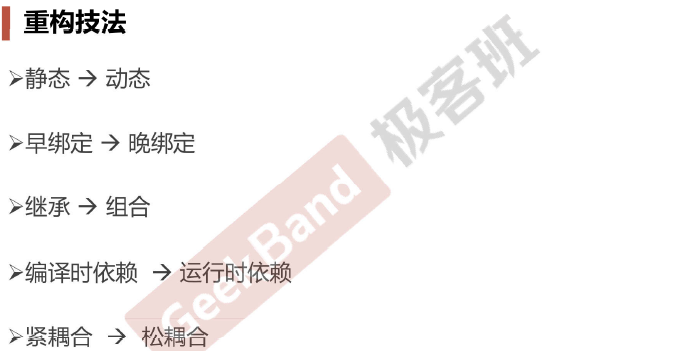 重构技法
➢静态 → 动态
➢早绑定 → 晚绑定
➢继承 → 组合
➢编译时依赖 → 运行时依赖
➢紧耦合 → 松耦合
GeekBand 极客班